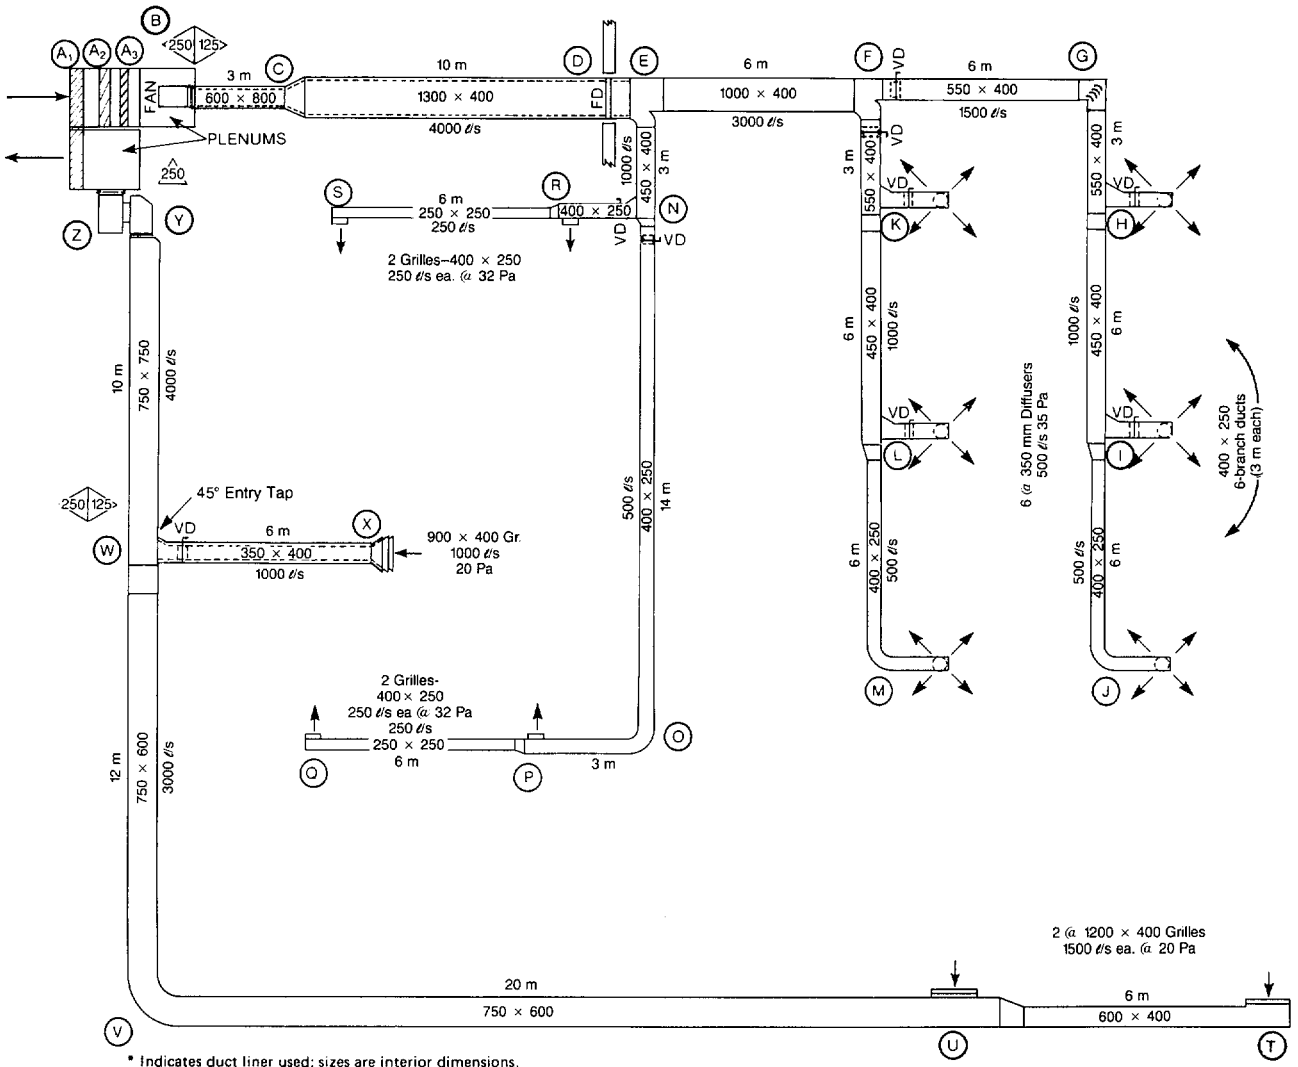 B
A₁ A₂ A₃
250 125
FAN
3 m
C
600 × 800
10 m
D
1300 × 400
4000 ℓ/s
FD
E
6 m
1000 × 400
3000 ℓ/s
F
VD
6 m
550 × 400
1500 ℓ/s
G
PLENUMS
250
Z
Y
1000 ℓ/s
450 × 400
3 m
S
6 m
250 × 250
250 ℓ/s
R
400 × 250
N
VD
VD
2 Grilles–400 × 250
250 ℓ/s ea. @ 32 Pa
VD
3 m
550 × 400
VD
K
550 × 400
3 m
VD
H
10 m
750 × 750
4000 ℓ/s
6 m
450 × 400
1000 ℓ/s
1000 ℓ/s
450 × 400
6 m
VD
L
VD
I
6 @ 350 mm Diffusers
500 ℓ/s 35 Pa
400 × 250
6-branch ducts
(3 m each)
250 125
45° Entry Tap
W
VD
6 m
350 × 400
1000 ℓ/s
X
900 × 400 Gr.
1000 ℓ/s
20 Pa
500 ℓ/s
400 × 250
14 m
6 m
400 × 250
500 ℓ/s
500 ℓ/s
400 × 250
6 m
M
J
2 Grilles-
400 × 250
250 ℓ/s ea @ 32 Pa
250 ℓ/s
250 × 250
6 m
Q
P
3 m
O
12 m
750 × 600
3000 ℓ/s
2 @ 1200 × 400 Grilles
1500 ℓ/s ea. @ 20 Pa
20 m
750 × 600
6 m
600 × 400
V
U
T
* Indicates duct liner used; sizes are interior dimensions.